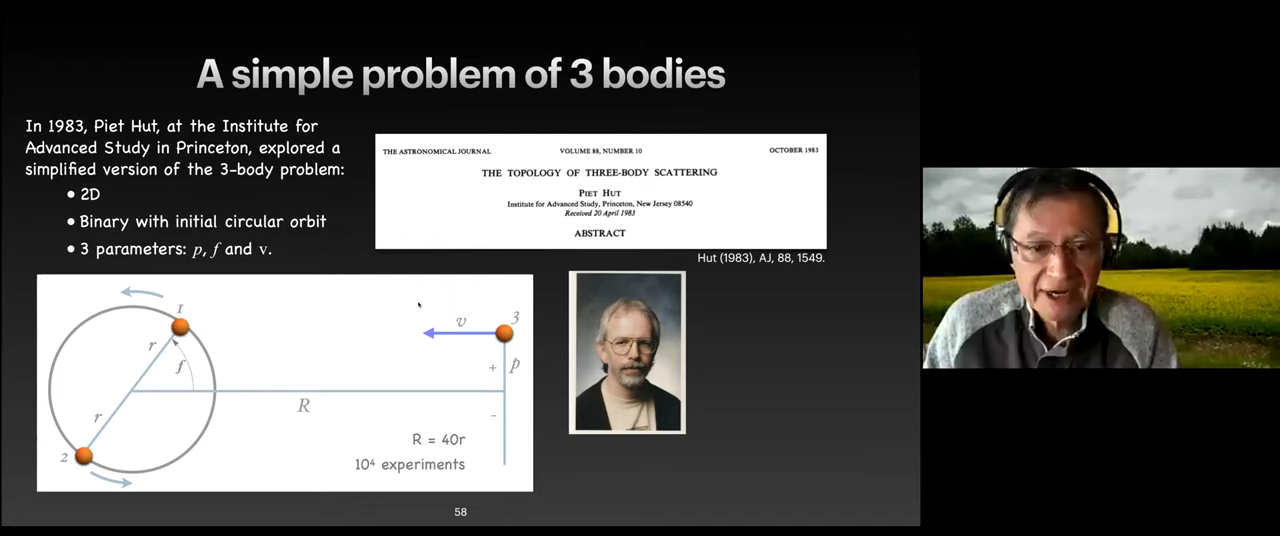 A simple problem of 3 bodies
In 1983, Piet Hut, at the Institute for
Advanced Study in Princeton, explored a
simplified version of the 3-body problem:
• 2D
• Binary with initial circular orbit
• 3 parameters: p, f and v.
THE ASTRONOMICAL JOURNAL VOLUME 88, NUMBER 10 OCTOBER 1983
THE TOPOLOGY OF THREE-BODY SCATTERING
PIET HUT
Institute for Advanced Study, Princeton, New Jersey 08540
Received 20 April 1983
ABSTRACT
Hut (1983), AJ, 88, 1549.
1
3
v
r
f
+
p
R
r
-
R = 40r
2
10⁴ experiments
58